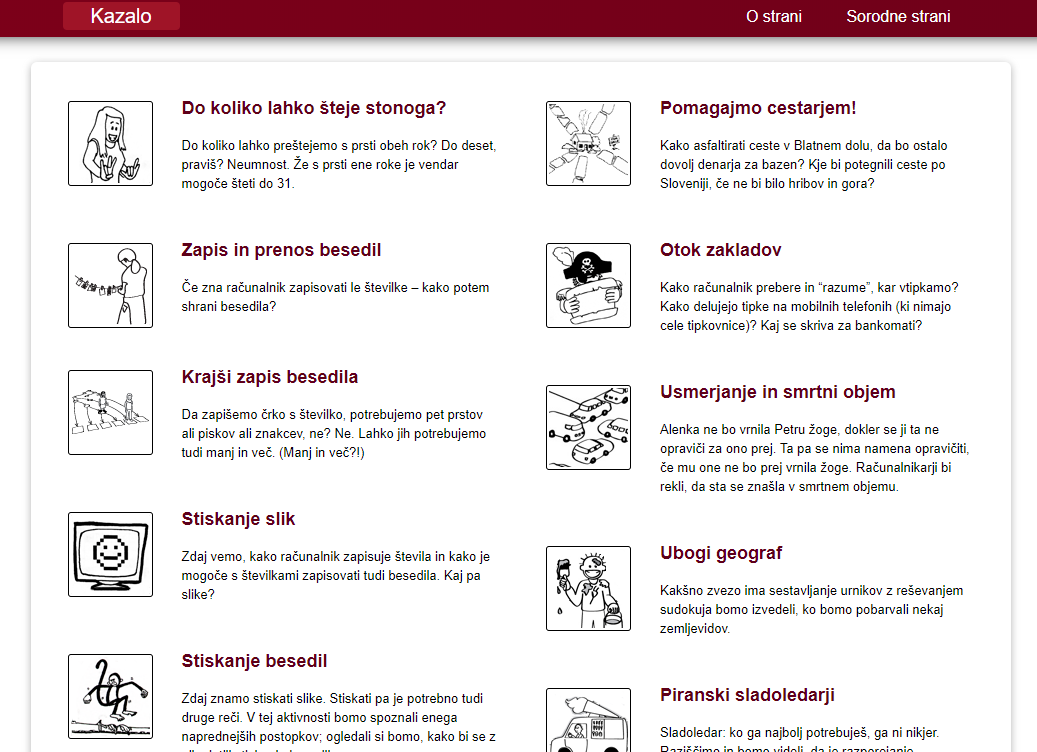 Kazalo
O strani
Sorodne strani
Do koliko lahko šteje stonoga?
Do koliko lahko preštejemo s prsti obeh rok? Do deset,
praviš? Neumnost. Že s prsti ene roke je vendar
mogoče šteti do 31.
Zapis in prenos besedil
Če zna računalnik zapisovati le številke – kako potem
shrani besedila?
Krajši zapis besedila
Da zapišemo črko s številko, potrebujemo pet prstov
ali piskov ali znakcev, ne? Ne. Lahko jih potrebujemo
tudi manj in več. (Manj in več?!)
Stiskanje slik
Zdaj vemo, kako računalnik zapisuje števila in kako je
mogoče s številkami zapisovati tudi besedila. Kaj pa
slike?
Stiskanje besedil
Zdaj znamo stiskati slike. Stiskati pa je potrebno tudi
druge reči. V tej aktivnosti bomo spoznali enega
naprednejših postopkov; ogledali si bomo, kako bi se z
Pomagajmo cestarjem!
Kako asfaltirati ceste v Blatnem dolu, da bo ostalo
dovolj denarja za bazen? Kje bi potegnili ceste po
Sloveniji, če ne bi bilo hribov in gora?
Otok zakladov
Kako računalnik prebere in “razume”, kar vtipkamo?
Kako delujejo tipke na mobilnih telefonih (ki nimajo
cele tipkovnice)? Kaj se skriva za bankomati?
Usmerjanje in smrtni objem
Alenka ne bo vrnila Petru žoge, dokler se ji ta ne
opraviči za ono prej. Ta pa se nima namena opravičiti,
če mu one ne bo prej vrnila žoge. Računalnikarji bi
rekli, da sta se znašla v smrtnem objemu.
Ubogi geograf
Kakšno zvezo ima sestavljanje urnikov z reševanjem
sudokuja bomo izvedeli, ko bomo pobarvali nekaj
zemljevidov.
Piranski sladoledarji
Sladoledar: ko ga najbolj potrebuješ, ga ni nikjer.
Raziščimo in bomo videli, da je razporejanje